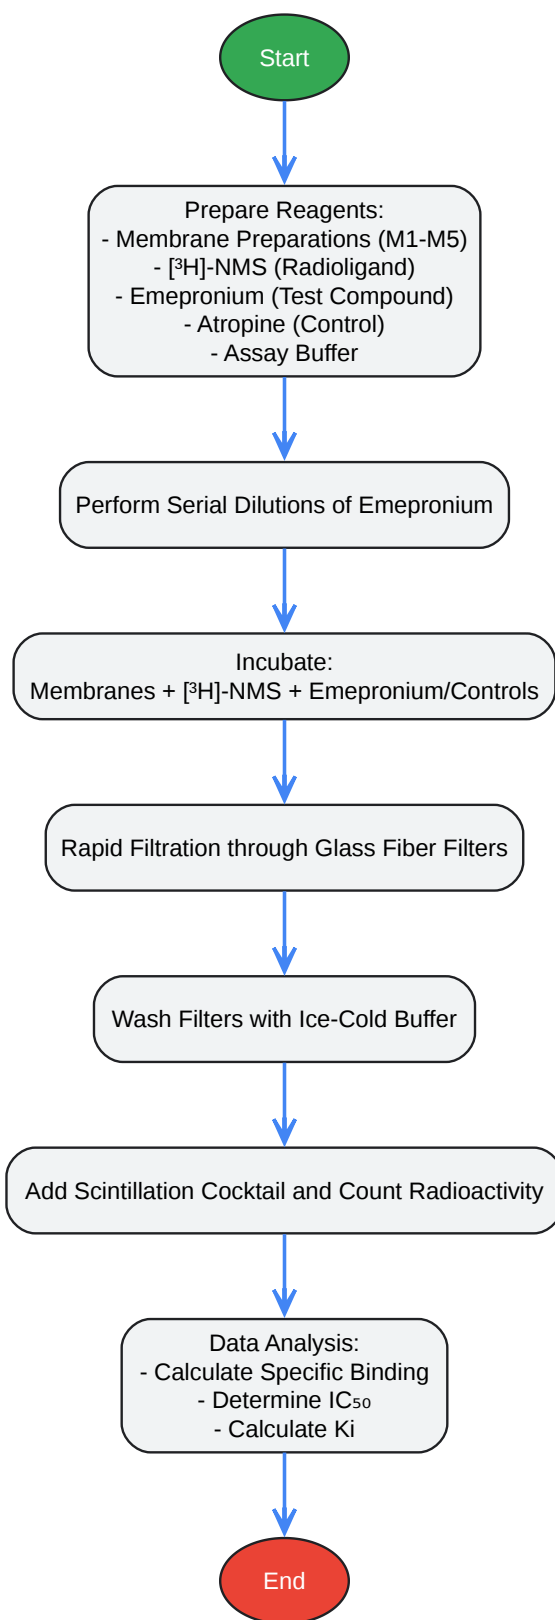 Start
Prepare Reagents:
- Membrane Preparations (M1-M5)
- [³H]-NMS (Radioligand)
- Emepronium (Test Compound)
- Atropine (Control)
- Assay Buffer
Perform Serial Dilutions of Emepronium
Incubate:
Membranes + [³H]-NMS + Emepronium/Controls
Rapid Filtration through Glass Fiber Filters
Wash Filters with Ice-Cold Buffer
Add Scintillation Cocktail and Count Radioactivity
Data Analysis:
- Calculate Specific Binding
- Determine IC₅₀
- Calculate Ki
End